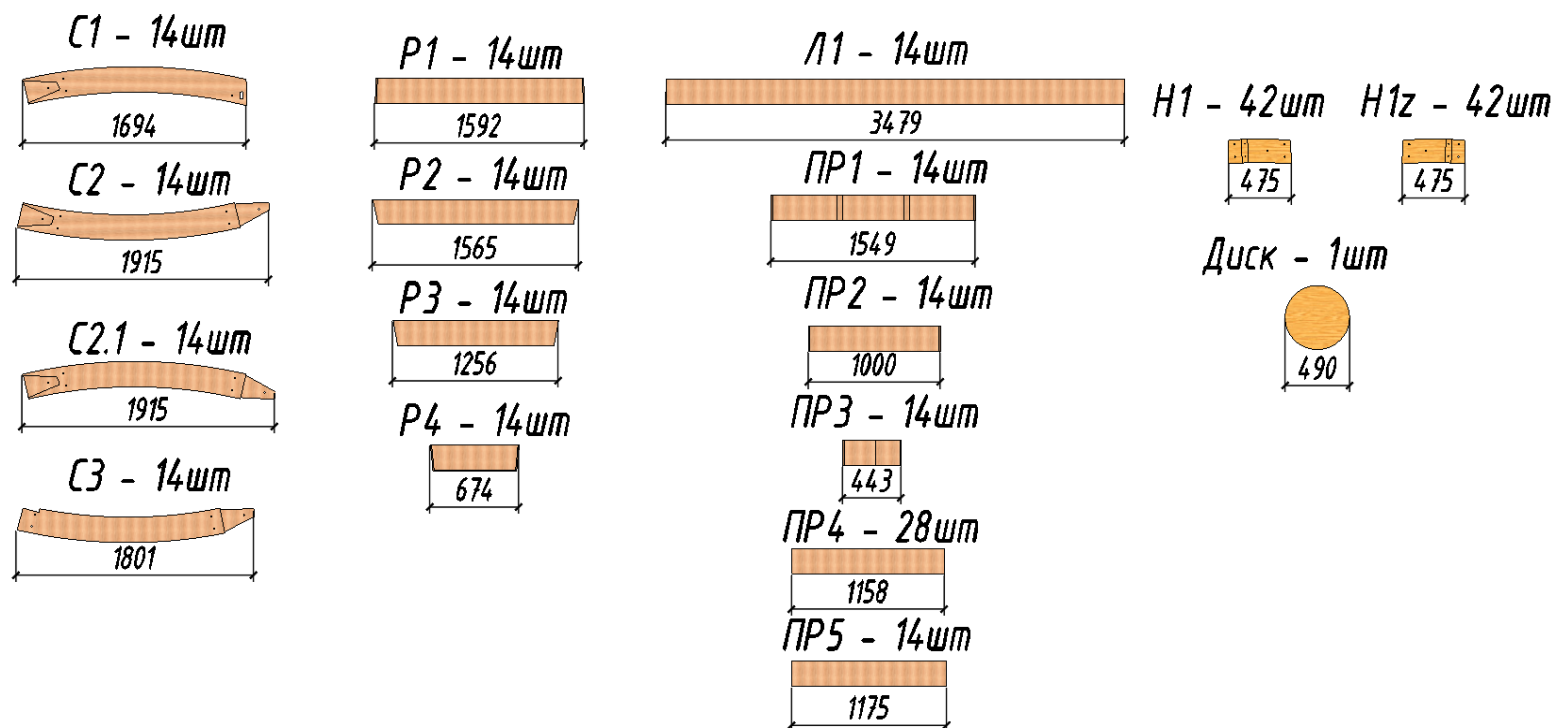 С1 - 14шт
1694
С2 - 14шт
1915
С2.1 - 14шт
1915
С3 - 14шт
1801
Р1 - 14шт
1592
Р2 - 14шт
1565
Р3 - 14шт
1256
Р4 - 14шт
674
Л1 - 14шт
3479
ПР1 - 14шт
1549
ПР2 - 14шт
1000
ПР3 - 14шт
443
ПР4 - 28шт
1158
ПР5 - 14шт
1175
Н1 - 42шт
475
Н1z - 42шт
475
Диск - 1шт
490